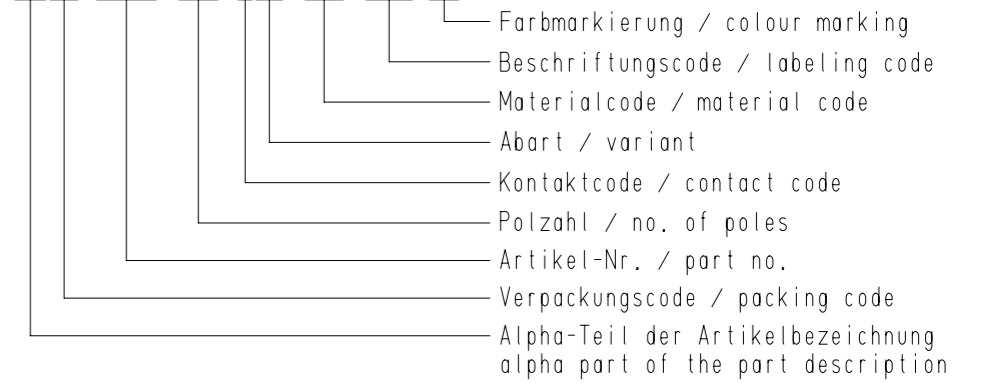 Farbmarkierung / colour marking
Beschriftungscode / labeling code
Materialcode / material code
Abart / variant
Kontaktcode / contact code
Polzahl / no. of poles
Artikel-Nr. / part no.
Verpackungscode / packing code
Alpha-Teil der Artikelbezeichnung
alpha part of the part description